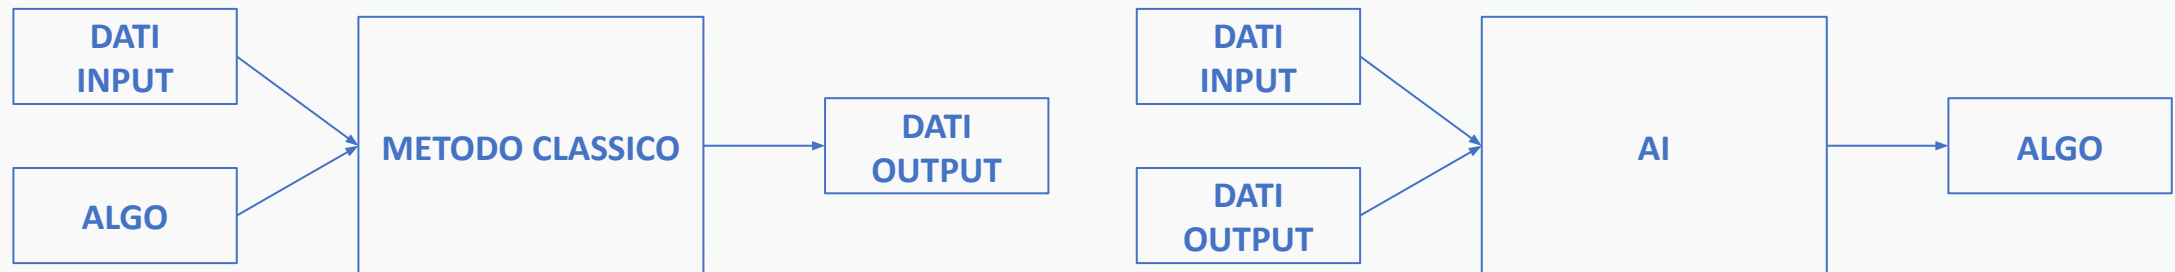 DATI
INPUT
ALGO
METODO CLASSICO
DATI
OUTPUT
DATI
INPUT
DATI
OUTPUT
AI
ALGO